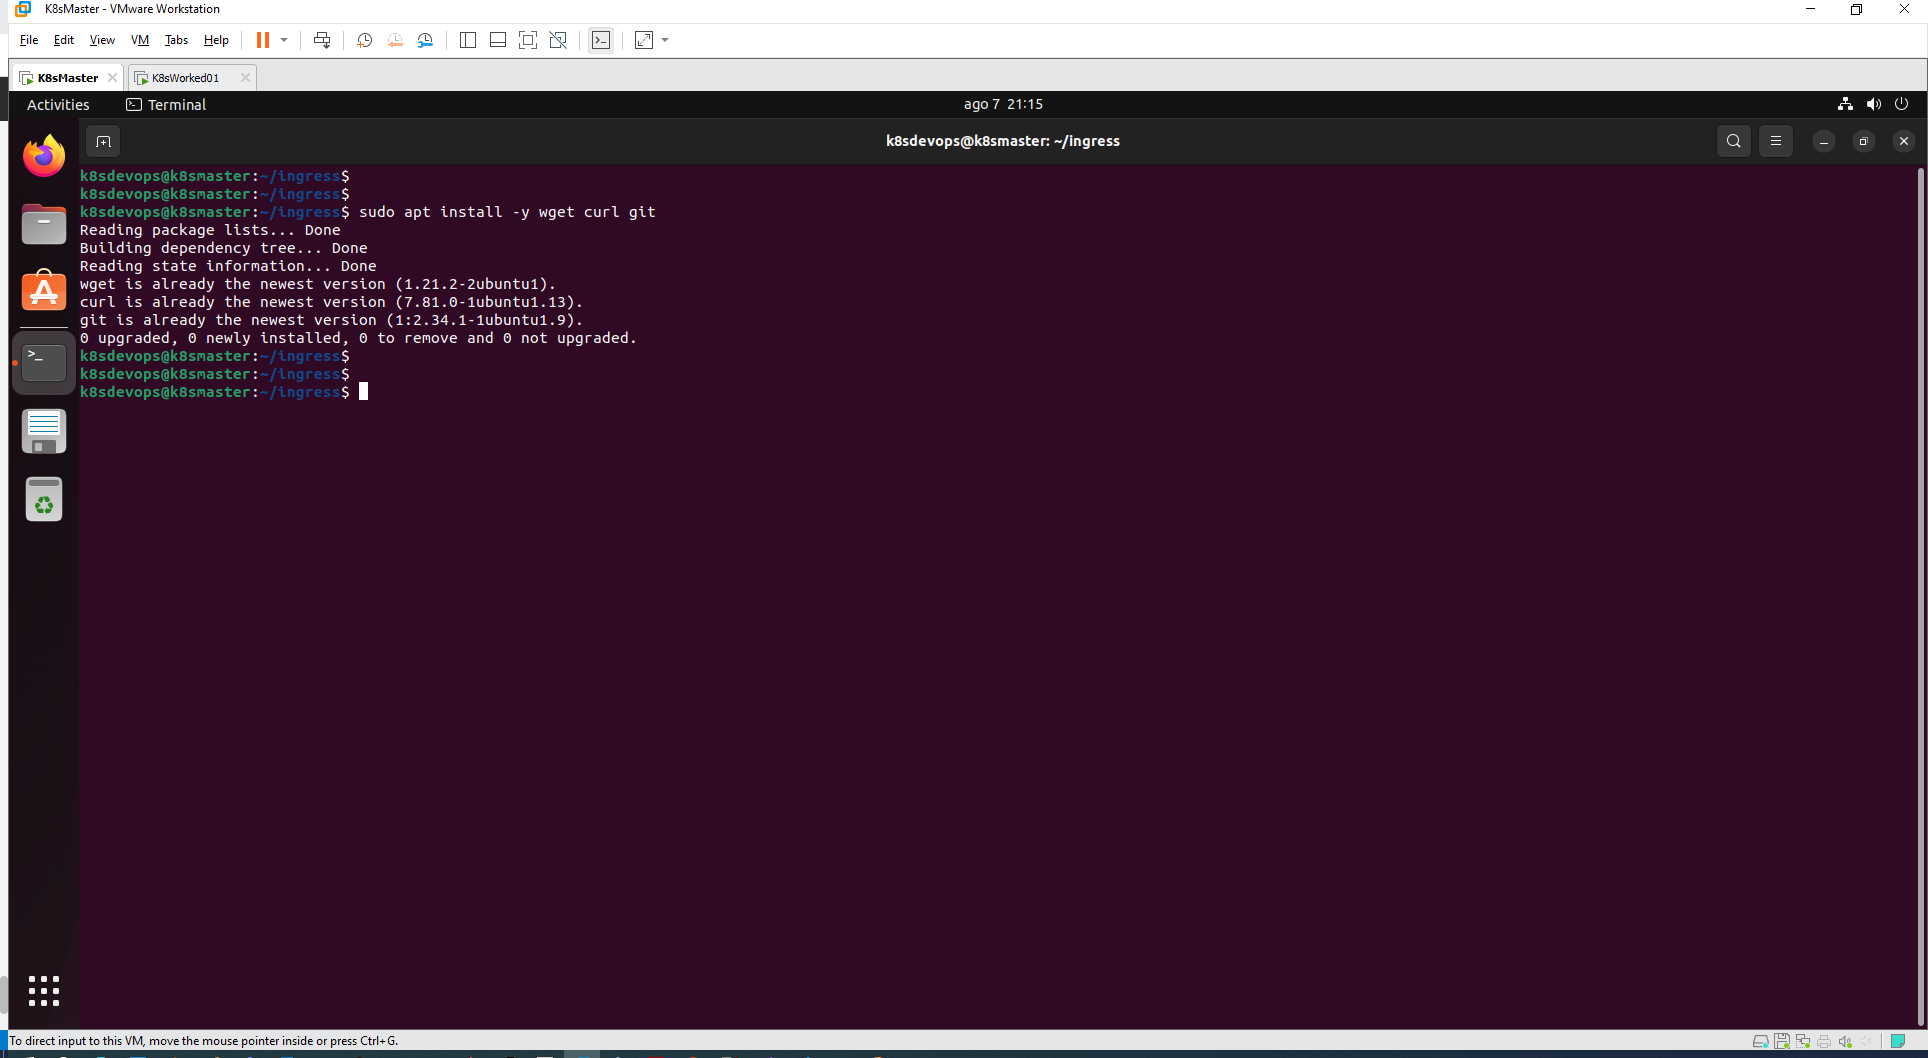 K8sMaster - VMware Workstation
File Edit View VM Tabs Help
K8sMaster K8sWorked01
Activities Terminal ago 7 21:15
k8sdevops@k8smaster: ~/ingress
k8sdevops@k8smaster:~/ingress$
k8sdevops@k8smaster:~/ingress$
k8sdevops@k8smaster:~/ingress$ sudo apt install -y wget curl git
Reading package lists... Done
Building dependency tree... Done
Reading state information... Done
wget is already the newest version (1.21.2-2ubuntu1).
curl is already the newest version (7.81.0-1ubuntu1.13).
git is already the newest version (1:2.34.1-1ubuntu1.9).
0 upgraded, 0 newly installed, 0 to remove and 0 not upgraded.
k8sdevops@k8smaster:~/ingress$
k8sdevops@k8smaster:~/ingress$
k8sdevops@k8smaster:~/ingress$
To direct input to this VM, move the mouse pointer inside or press Ctrl+G.